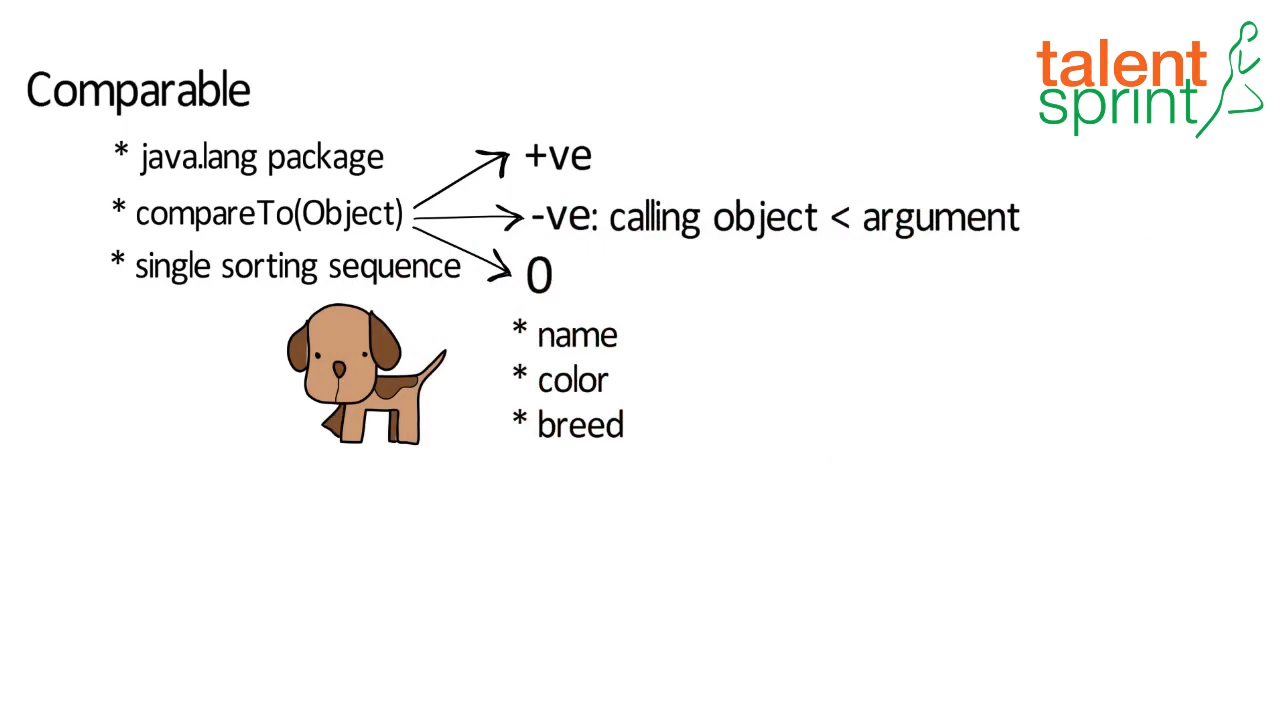 talent
sprint
Comparable
* java.lang package
* compareTo(Object)
* single sorting sequence
+ve
-ve: calling object < argument
0
* name
* color
* breed